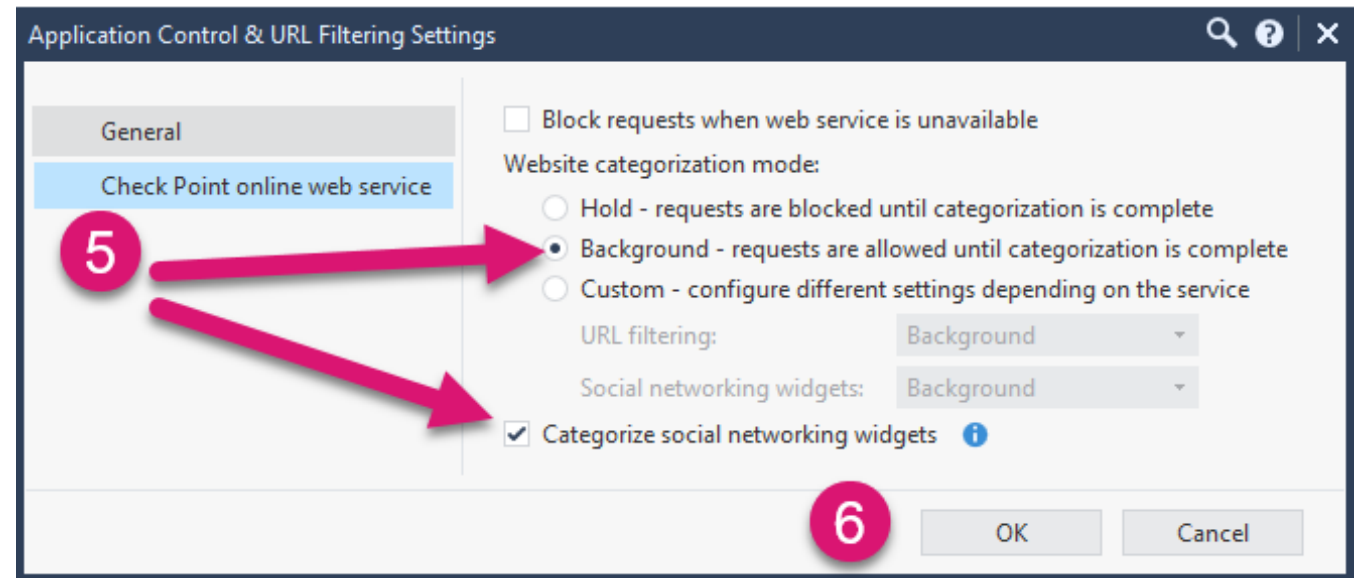 Application Control & URL Filtering Settings
General
Check Point online web service
5
Block requests when web service is unavailable
Website categorization mode:
Hold - requests are blocked until categorization is complete
Background - requests are allowed until categorization is complete
Custom - configure different settings depending on the service
URL filtering: Background
Social networking widgets: Background
Categorize social networking widgets
6
OK Cancel